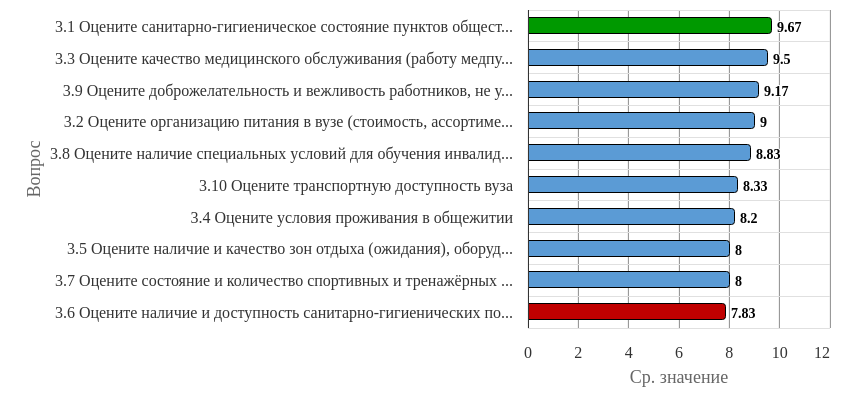 3.1 Оцените санитарно-гигиеническое состояние пунктов общест... 9.67
3.3 Оцените качество медицинского обслуживания (работу медпу... 9.5
3.9 Оцените доброжелательность и вежливость работников, не у... 9.17
3.2 Оцените организацию питания в вузе (стоимость, ассортиме... 9
3.8 Оцените наличие специальных условий для обучения инвалид... 8.83
3.10 Оцените транспортную доступность вуза 8.33
3.4 Оцените условия проживания в общежитии 8.2
3.5 Оцените наличие и качество зон отдыха (ожидания), оборуд... 8
3.7 Оцените состояние и количество спортивных и тренажёрных ... 8
3.6 Оцените наличие и доступность санитарно-гигиенических по... 7.83
Вопрос
0 2 4 6 8 10 12
Ср. значение